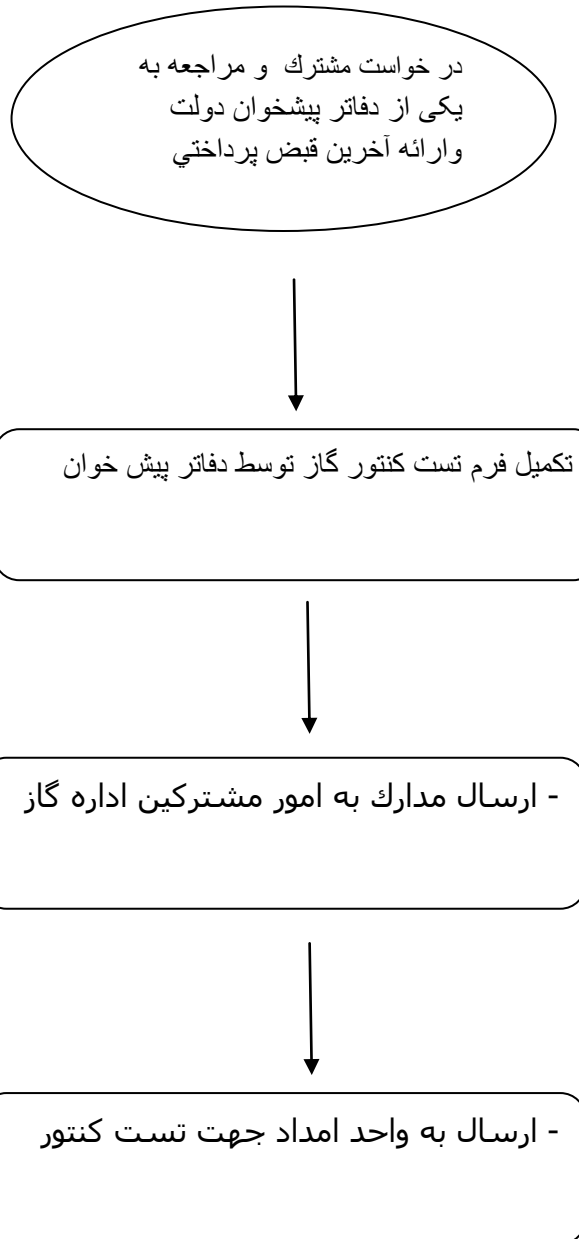 در خواست مشترك و مراجعه به
یکی از دفاتر پیشخوان دولت
وارائه آخرین قبض پرداختي
تکمیل فرم تست کنتور گاز توسط دفاتر پیش خوان
- ارسال مدارك به امور مشترکین اداره گاز
- ارسال به واحد امداد جهت تست کنتور